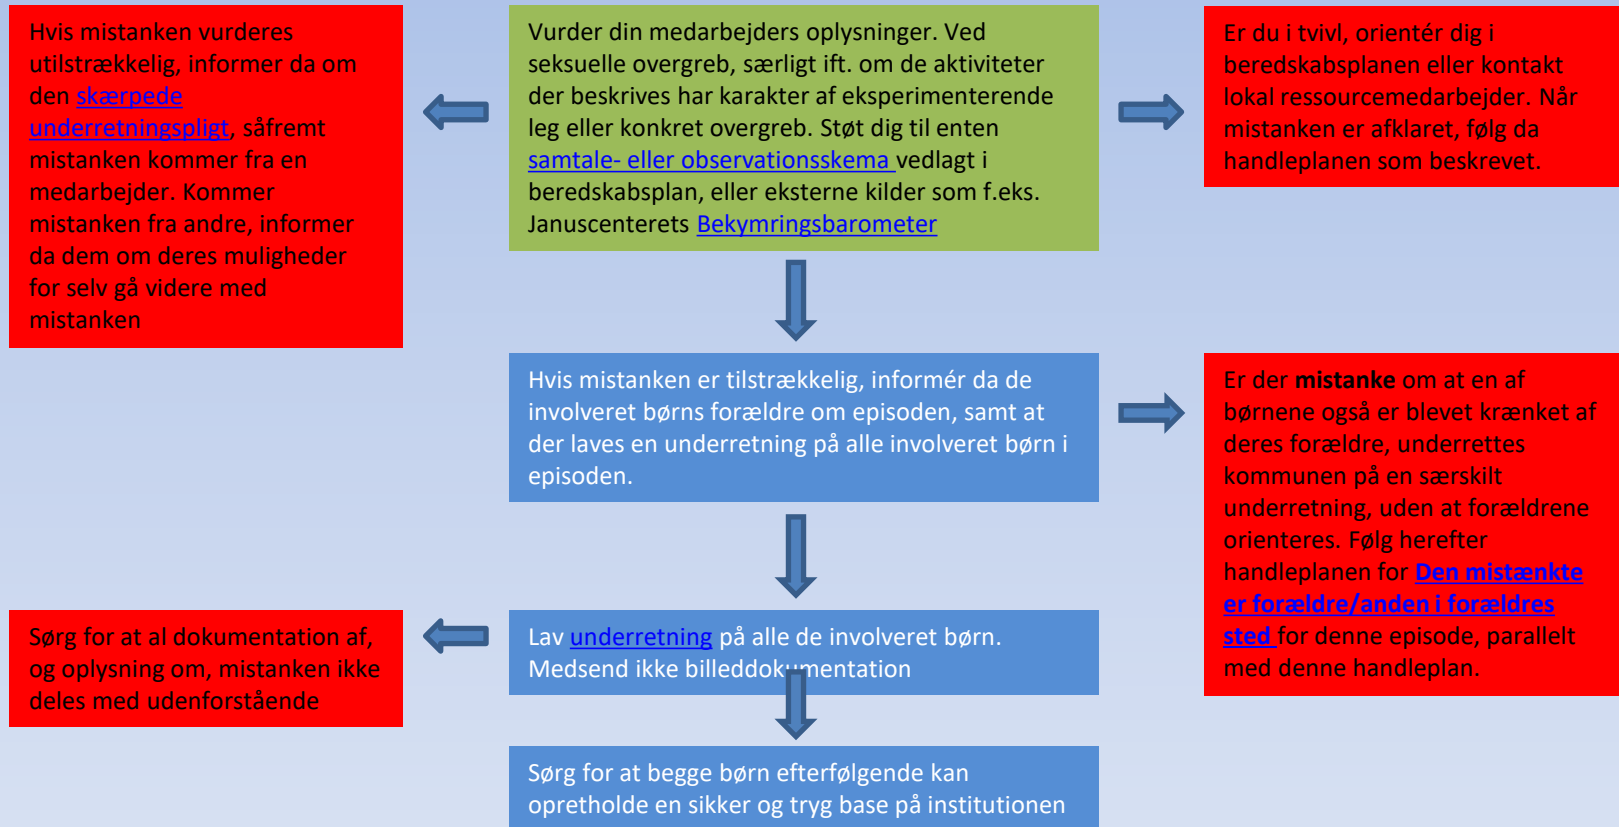 Hvis mistanken vurderes
utilstrækkelig, informer da om
den skærpede
underretningspligt, såfremt
mistanken kommer fra en
medarbejder. Kommer
mistanken fra andre, informer
da dem om deres muligheder
for selv gå videre med
mistanken
Vurder din medarbejders oplysninger. Ved
seksuelle overgreb, særligt ift. om de aktiviteter
der beskrives har karakter af eksperimenterende
leg eller konkret overgreb. Støt dig til enten
samtale- eller observationsskema vedlagt i
beredskabsplan, eller eksterne kilder som f.eks.
Januscenterets Bekymringsbarometer
Er du i tvivl, orientér dig i
beredskabsplanen eller kontakt
lokal ressourcemedarbejder. Når
mistanken er afklaret, følg da
handleplanen som beskrevet.
Hvis mistanken er tilstrækkelig, informér da de
involveret børns forældre om episoden, samt at
der laves en underretning på alle involveret børn i
episoden.
Er der mistanke om at en af
børnene også er blevet krænket af
deres forældre, underrettes
kommunen på en særskilt
underretning, uden at forældrene
orienteres. Følg herefter
handleplanen for Den mistænkte
er forældre/anden i forældres
sted for denne episode, parallelt
med denne handleplan.
Sørg for at al dokumentation af,
og oplysning om, mistanken ikke
deles med udenforstående
Lav underretning på alle de involveret børn.
Medsend ikke billeddokumentation
Sørg for at begge børn efterfølgende kan
opretholde en sikker og tryg base på institutionen